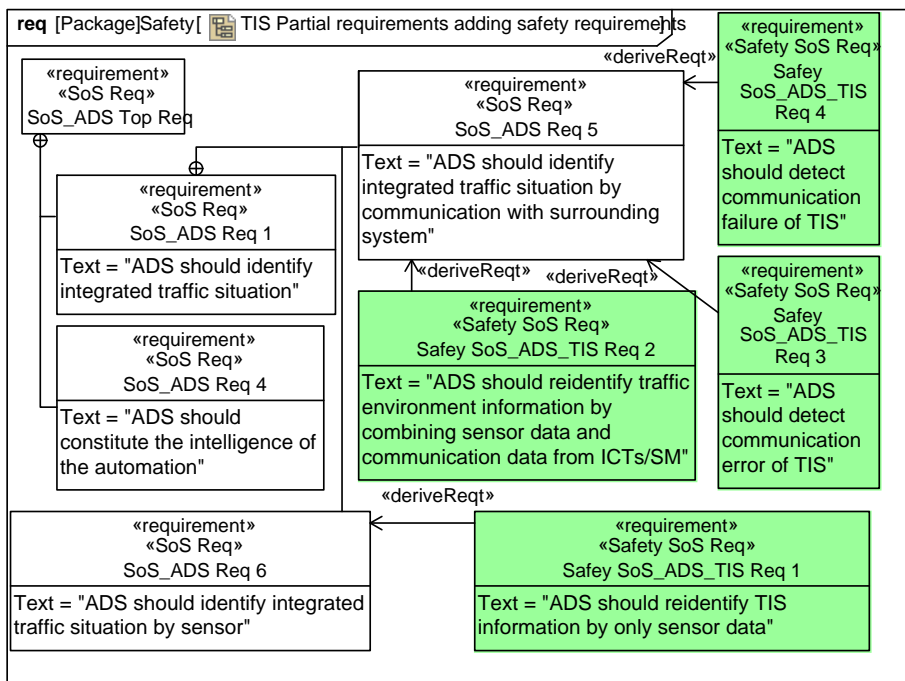 req [Package]Safety[ TIS Partial requirements adding safety requirements]
«requirement»
«SoS Req»
SoS_ADS Top Req
«requirement»
«SoS Req»
SoS_ADS Req 5
Text = "ADS should identify
integrated traffic situation by
communication with surrounding
system"
«deriveReqt»
«requirement»
«Safety SoS Req»
Safey
SoS_ADS_TIS
Req 4
Text = "ADS
should detect
communication
failure of TIS"
«requirement»
«SoS Req»
SoS_ADS Req 1
Text = "ADS should identify
integrated traffic situation"
«deriveReqt»
«deriveReqt»
«requirement»
«Safety SoS Req»
Safey SoS_ADS_TIS Req 2
Text = "ADS should reidentify traffic
environment information by
combining sensor data and
communication data from ICTs/SM"
«requirement»
«Safety SoS Req»
Safey
SoS_ADS_TIS
Req 3
Text = "ADS
should detect
communication
error of TIS"
«requirement»
«SoS Req»
SoS_ADS Req 4
Text = "ADS should
constitute the intelligence of
the automation"
«deriveReqt»
«requirement»
«SoS Req»
SoS_ADS Req 6
Text = "ADS should identify integrated
traffic situation by sensor"
«requirement»
«Safety SoS Req»
Safey SoS_ADS_TIS Req 1
Text = "ADS should reidentify TIS
information by only sensor data"